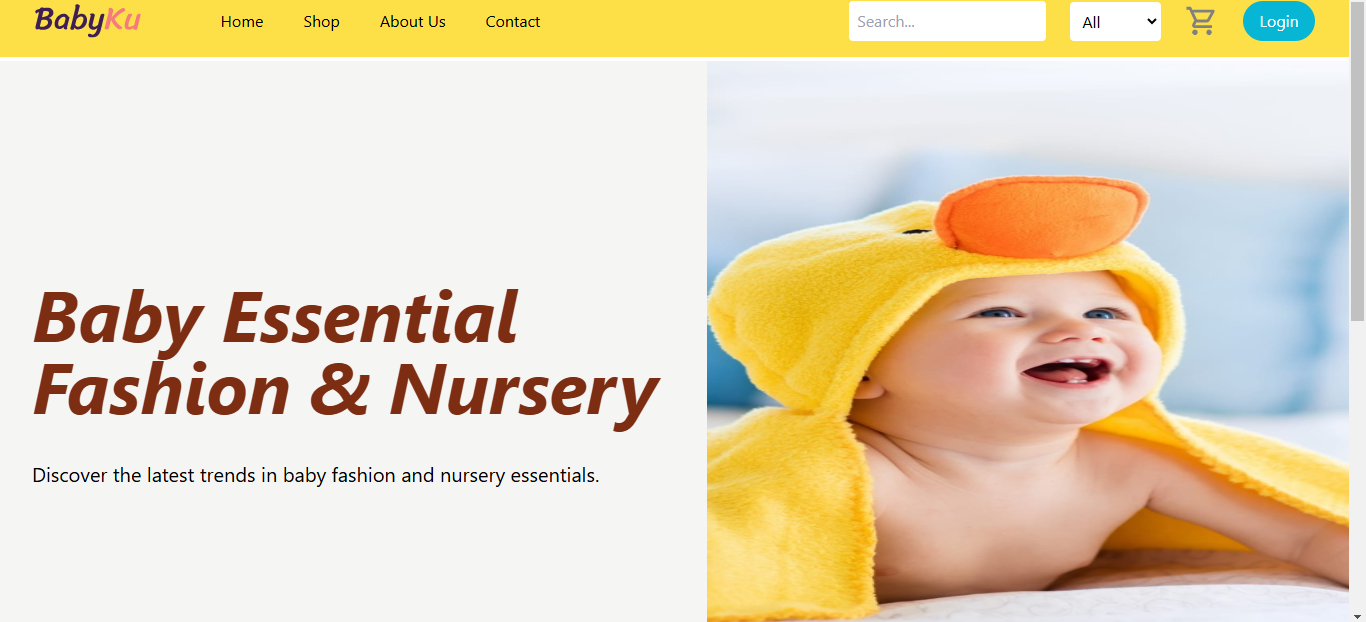 BabyKu
Home
Shop
About Us
Contact
Search...
All
Login
Baby Essential
Fashion & Nursery
Discover the latest trends in baby fashion and nursery essentials.